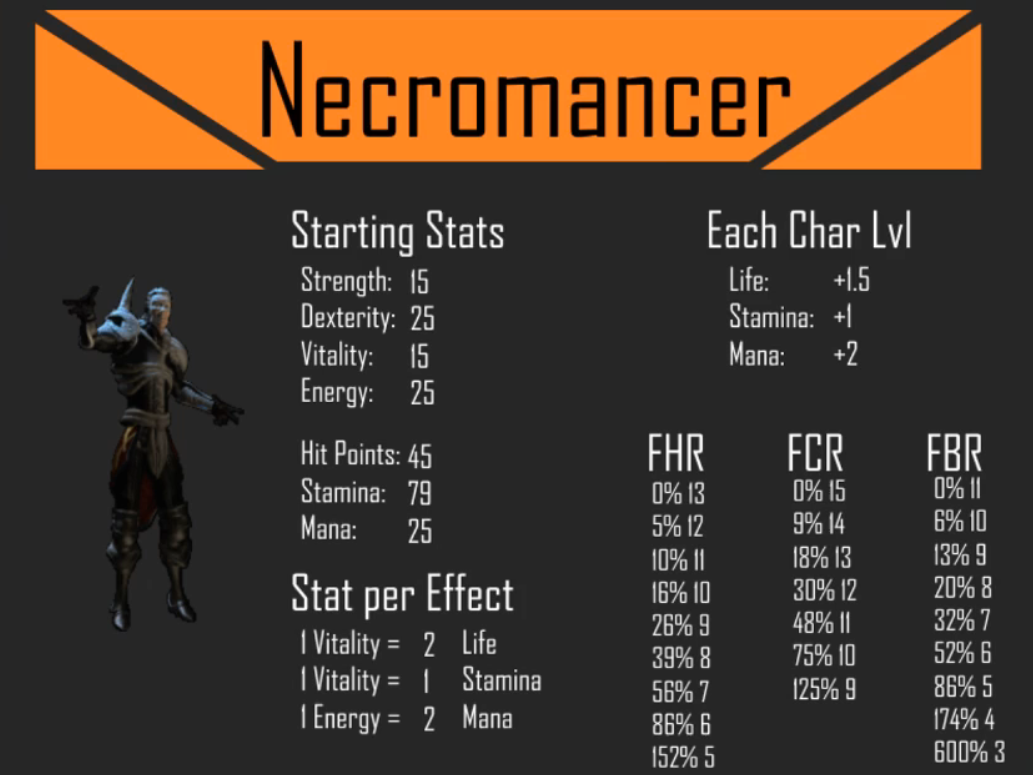 Necromancer
Starting Stats
Strength: 15
Dexterity: 25
Vitality: 15
Energy: 25
Hit Points: 45
Stamina: 79
Mana: 25
Stat per Effect
1 Vitality = 2 Life
1 Vitality = 1 Stamina
1 Energy = 2 Mana
Each Char Lvl
Life: +1.5
Stamina: +1
Mana: +2
FHR
0% 13
5% 12
10% 11
16% 10
26% 9
39% 8
56% 7
86% 6
152% 5
FCR
0% 15
9% 14
18% 13
30% 12
48% 11
75% 10
125% 9
FBR
0% 11
6% 10
13% 9
20% 8
32% 7
52% 6
86% 5
174% 4
600% 3